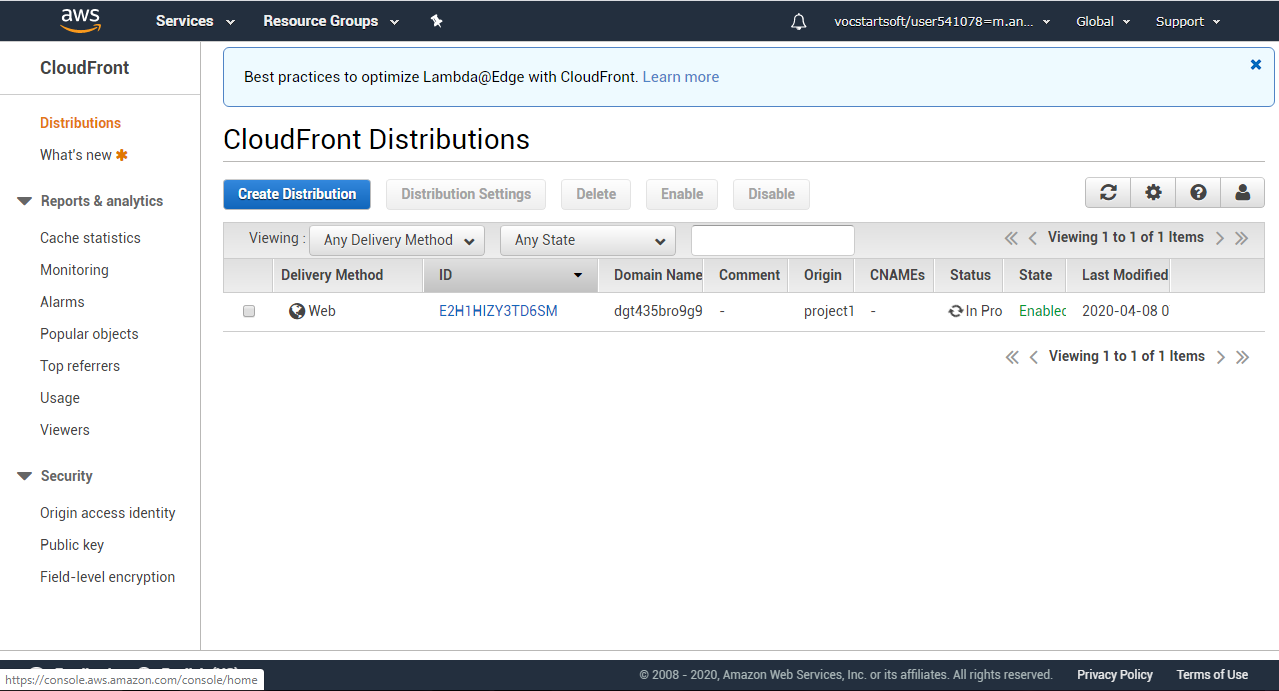 aws Services Resource Groups vocstartsoft/user541078=m.an... Global Support
CloudFront
Best practices to optimize Lambda@Edge with CloudFront. Learn more
Distributions
What's new
Reports & analytics
Cache statistics
Monitoring
Alarms
Popular objects
Top referrers
Usage
Viewers
Security
Origin access identity
Public key
Field-level encryption
CloudFront Distributions
Create Distribution Distribution Settings Delete Enable Disable
Viewing : Any Delivery Method Any State Viewing 1 to 1 of 1 Items
Delivery Method ID Domain Name Comment Origin CNAMEs Status State Last Modified
Web E2H1HIZY3TD6SM dgt435bro9g9 - project1 - In Pro Enabled 2020-04-08 0
Viewing 1 to 1 of 1 Items
https://console.aws.amazon.com/console/home
© 2008 - 2020, Amazon Web Services, Inc. or its affiliates. All rights reserved. Privacy Policy Terms of Use